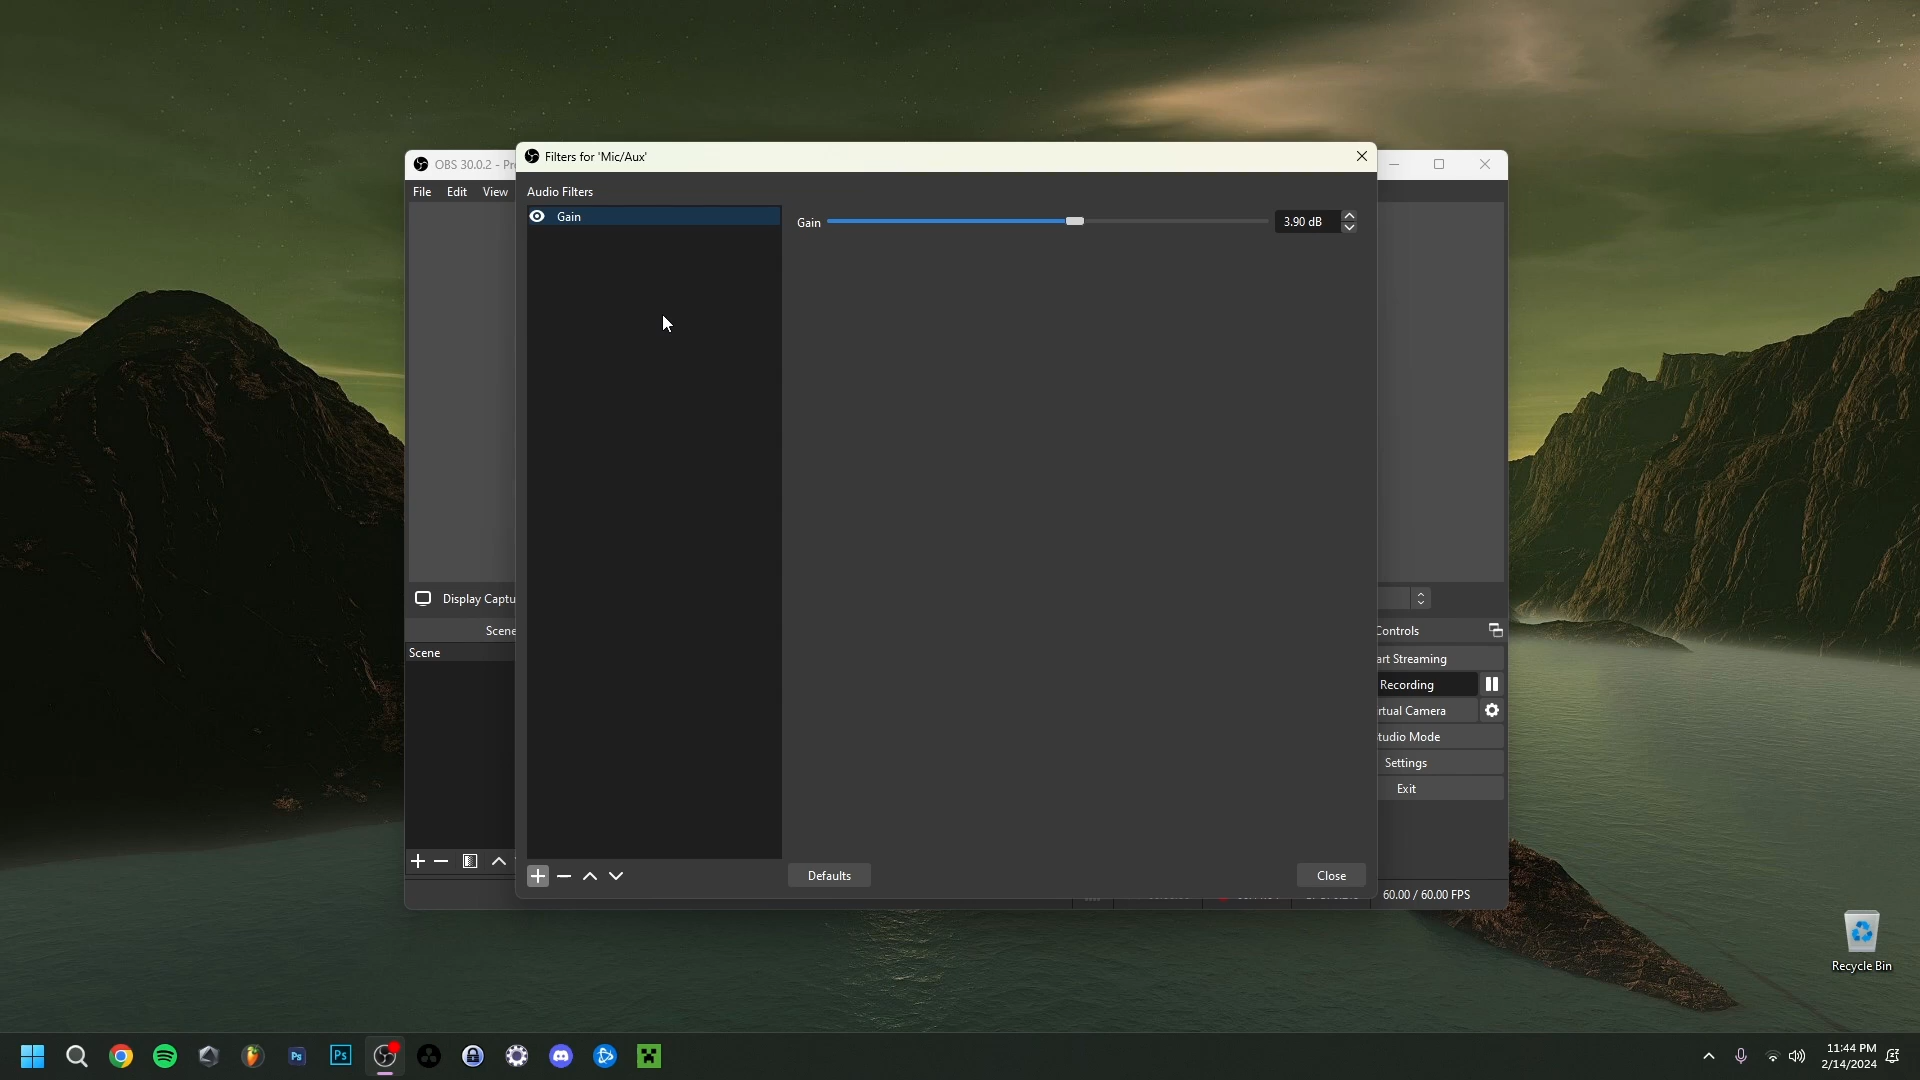 Filters for 'Mic/Aux'
OBS 30.0.2 - Pr
File Edit View
Audio Filters
Gain
Gain 3.90 dB
Display Captu
Scene
Controls
Scene
art Streaming
Recording
rtual Camera
tudio Mode
Settings
Exit
Defaults
Close
60.00 / 60.00 FPS
Recycle Bin
Ps
Ps
11:44 PM
2/14/2024